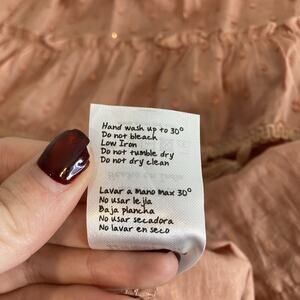 Hand wash up to 30°
Do not bleach
Low Iron
Do not tumble dry
Do not dry clean
Lavar a mano max 30°
No usar lejía
Baja plancha
No usar secadora
No lavar en seco